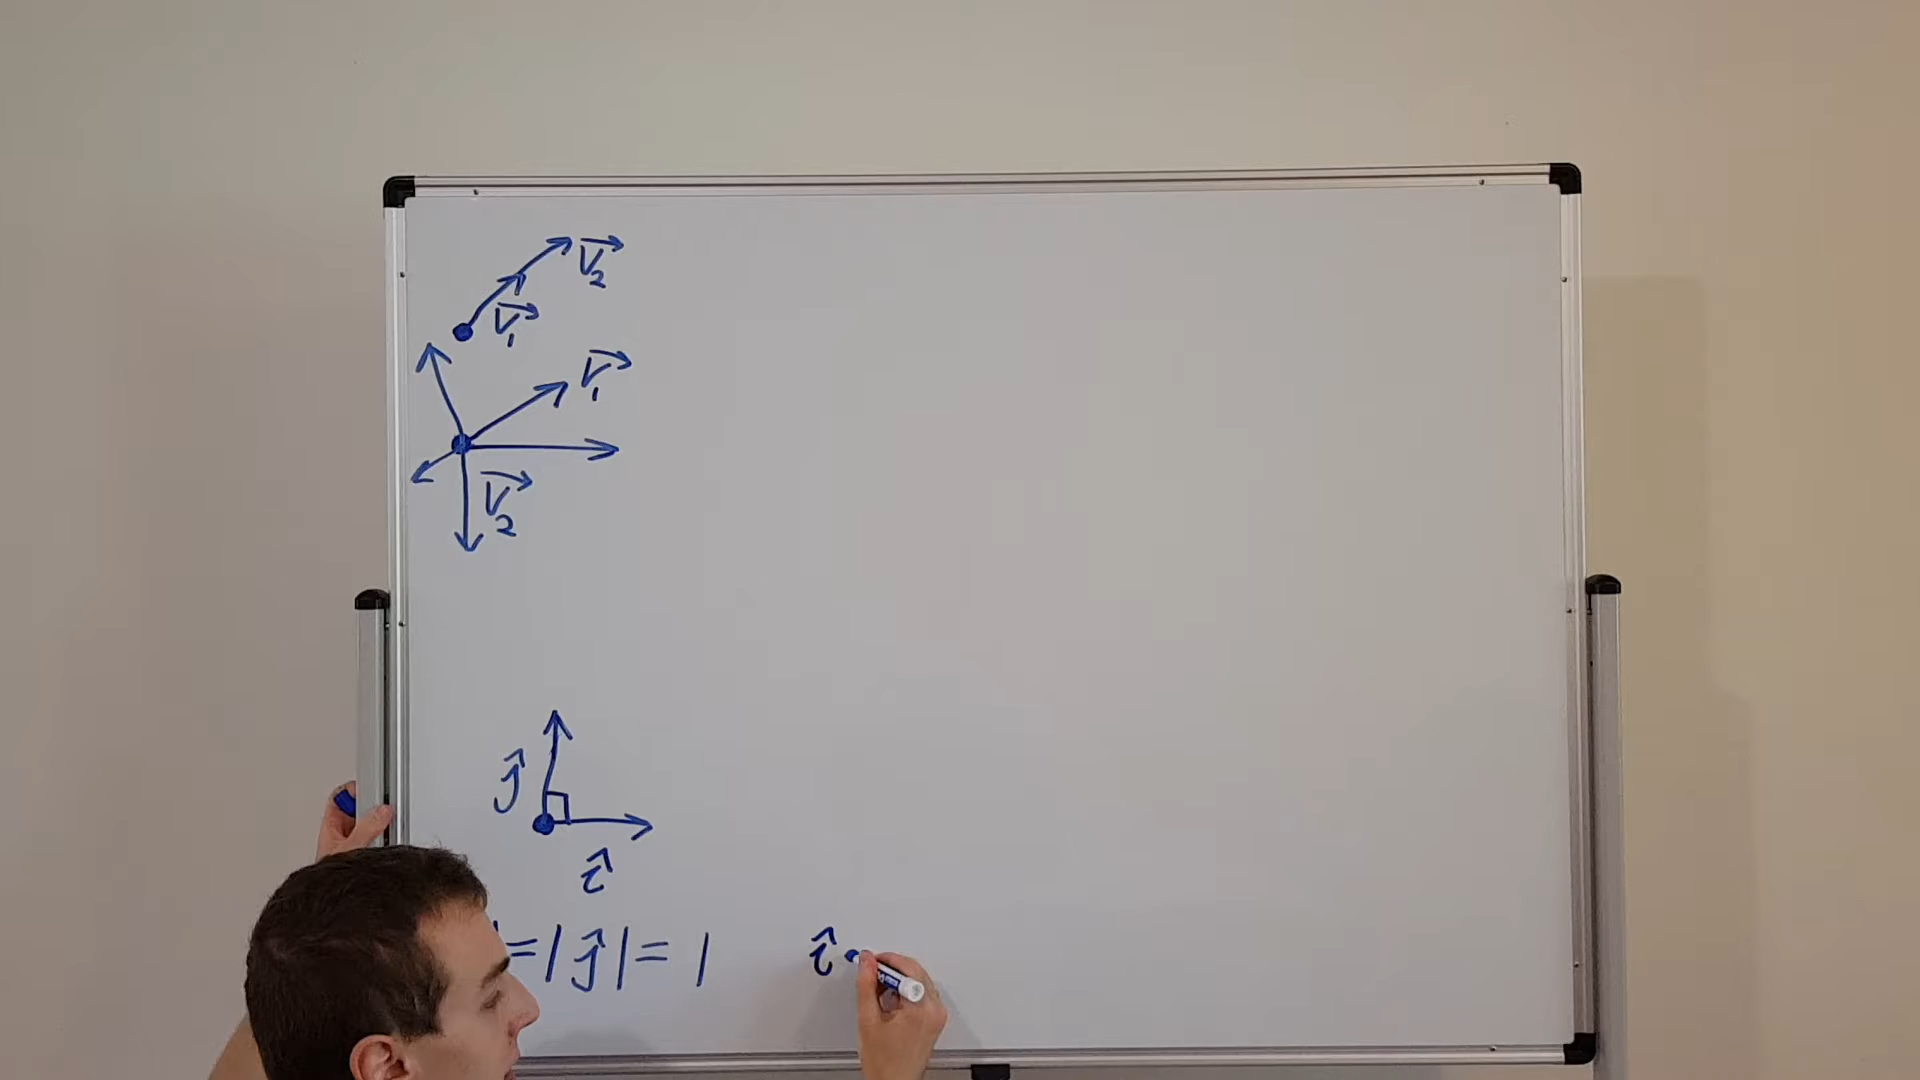 V₂
V₁
V₁
V₂
ĵ
î
=|ĵ|= 1
î ·